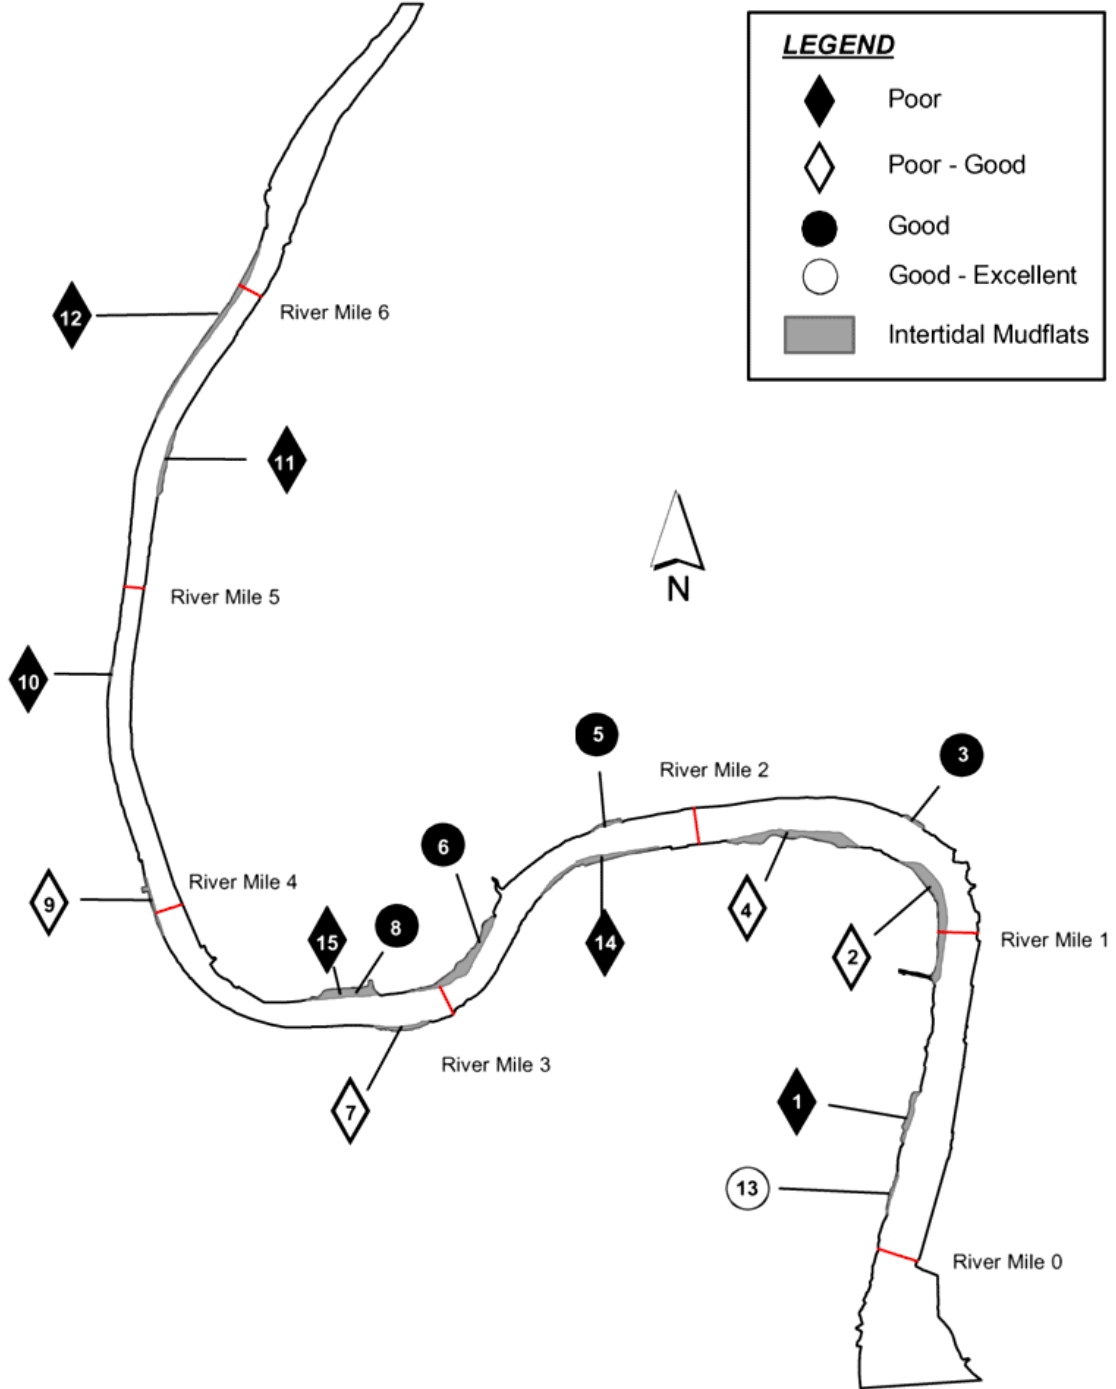 LEGEND
Poor
Poor - Good
Good
Good - Excellent
Intertidal Mudflats
12
River Mile 6
11
N
River Mile 5
10
5
3
River Mile 2
6
River Mile 4
9
4
15
8
14
2
River Mile 1
River Mile 3
7
1
13
River Mile 0